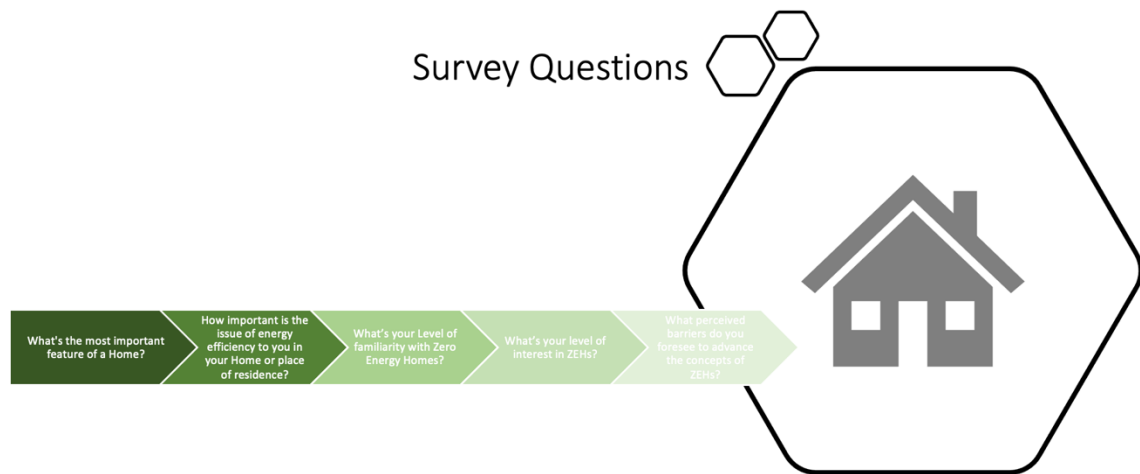 Survey Questions
What's the most important
feature of a Home?
How important is the
issue of energy
efficiency to you in
your Home or place
of residence?
What's your Level of
familiarity with Zero
Energy Homes?
What's your level of
interest in ZEHs?
What perceived
barriers do you
foresee to advance
the concepts of
ZEHs?